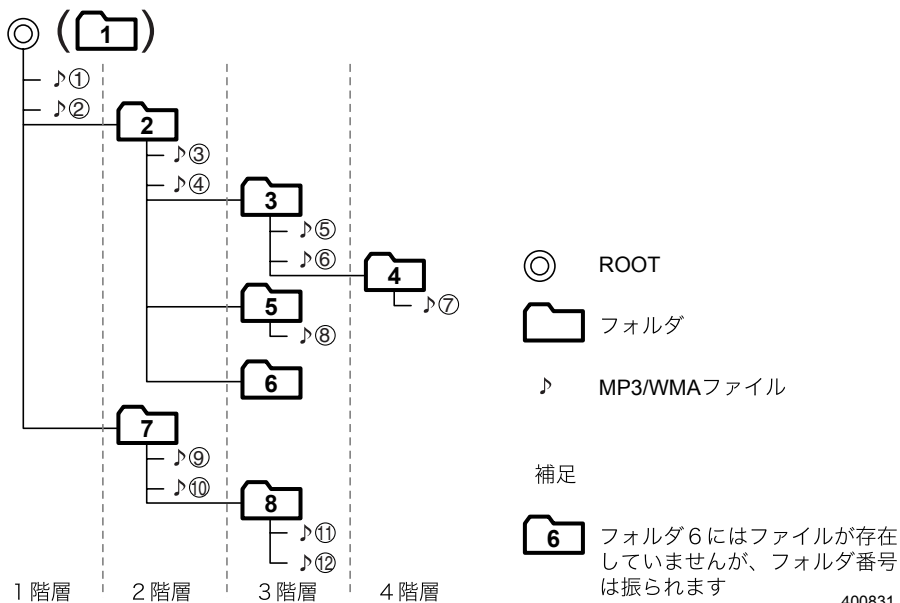 (1)
♪①
♪②
2
♪③
♪④
3
♪⑤
♪⑥
4
♪⑦
5
♪⑧
6
7
♪⑨
♪⑩
8
♪⑪
♪⑫
1階層
2階層
3階層
4階層
ROOT
フォルダ
♪ MP3/WMAファイル
補足
6 フォルダ6にはファイルが存在
していませんが、フォルダ番号
は振られます
400831